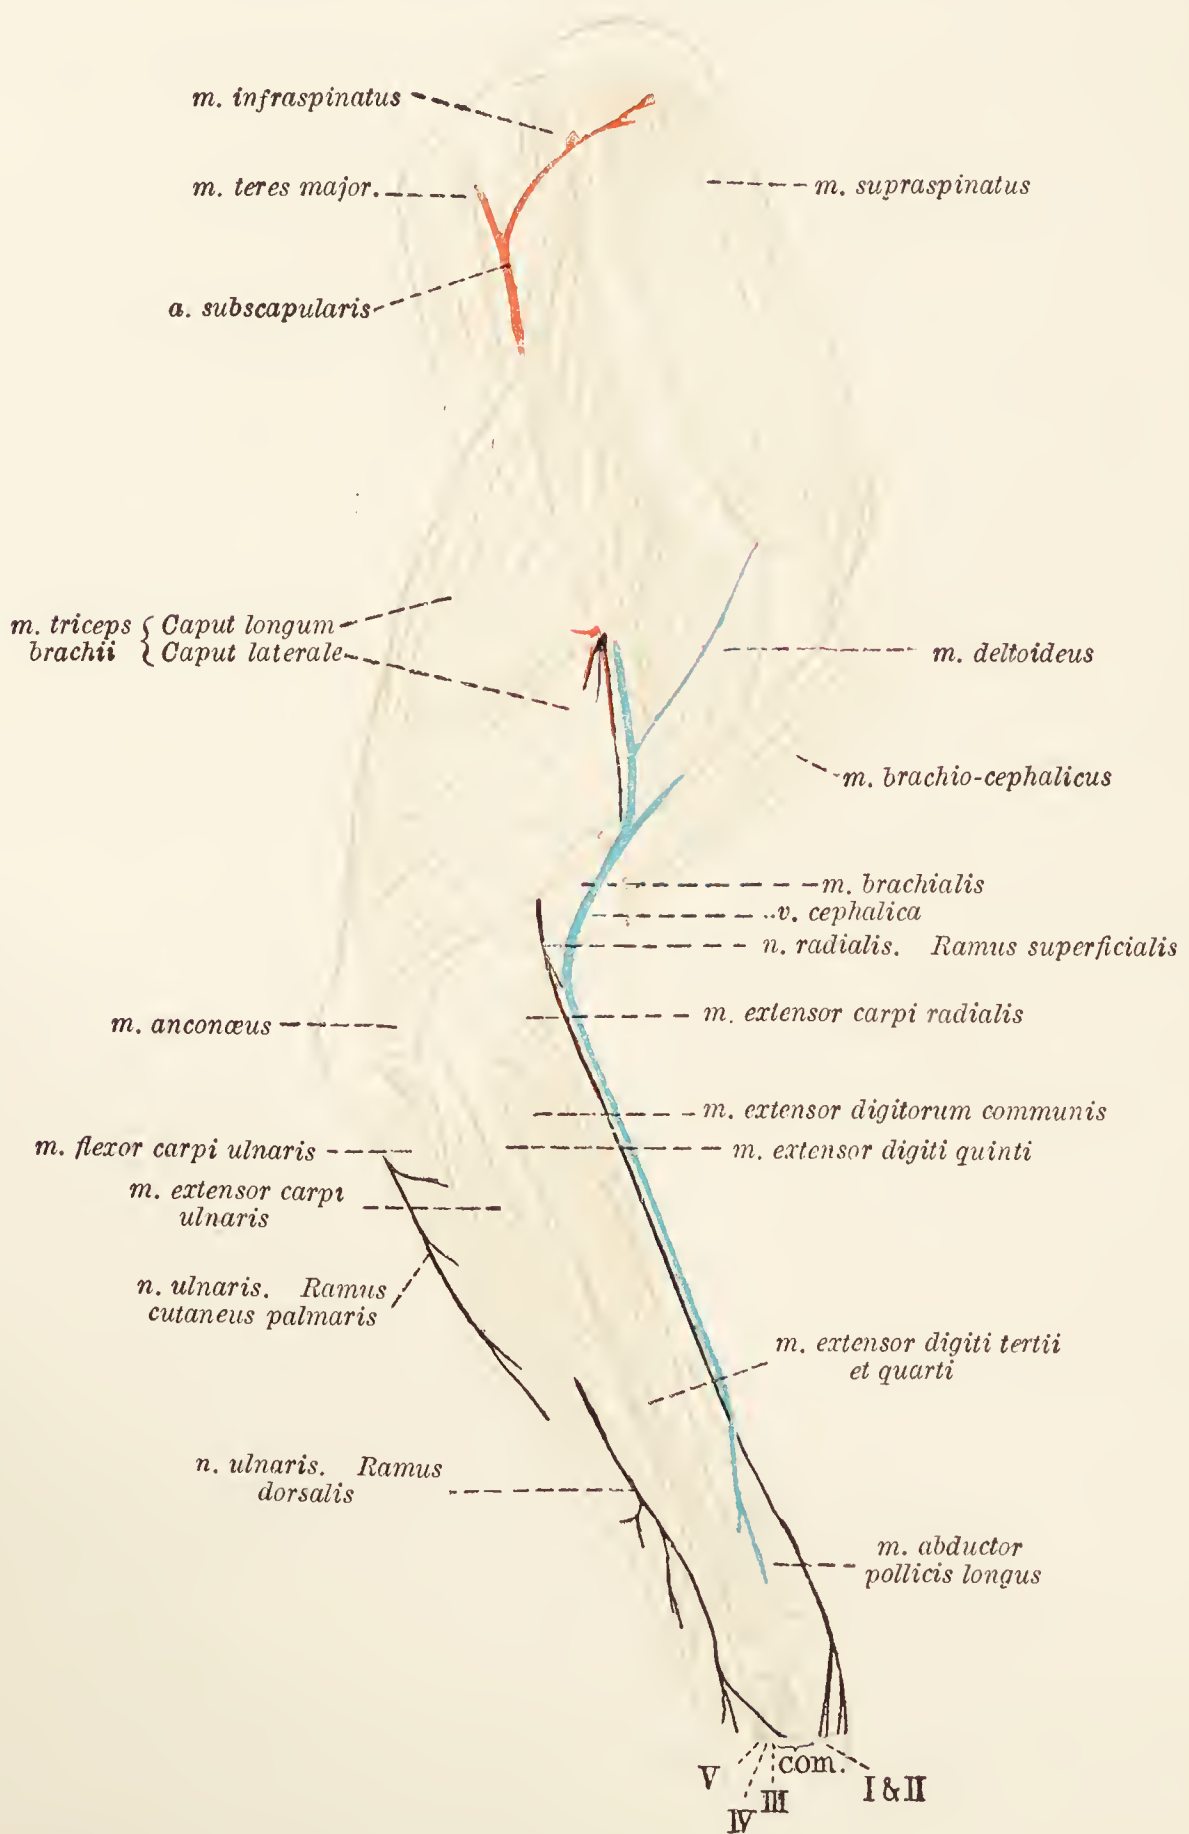 m. infraspinatus
m. teres major.
m. supraspinatus
a. subscapularis
m. triceps { Caput longum
brachii { Caput laterale
m. deltoideus
m. brachio-cephalicus
m. brachialis
v. cephalica
n. radialis. Ramus superficialis
m. extensor carpi radialis
m. anconœus
m. extensor digitorum communis
m. flexor carpi ulnaris
m. extensor digiti quinti
m. extensor carpi
ulnaris
n. ulnaris. Ramus
cutaneus palmaris
m. extensor digiti tertii
et quarti
n. ulnaris. Ramus
dorsalis
m. abductor
pollicis longus
V
IV
III
com.
I & II